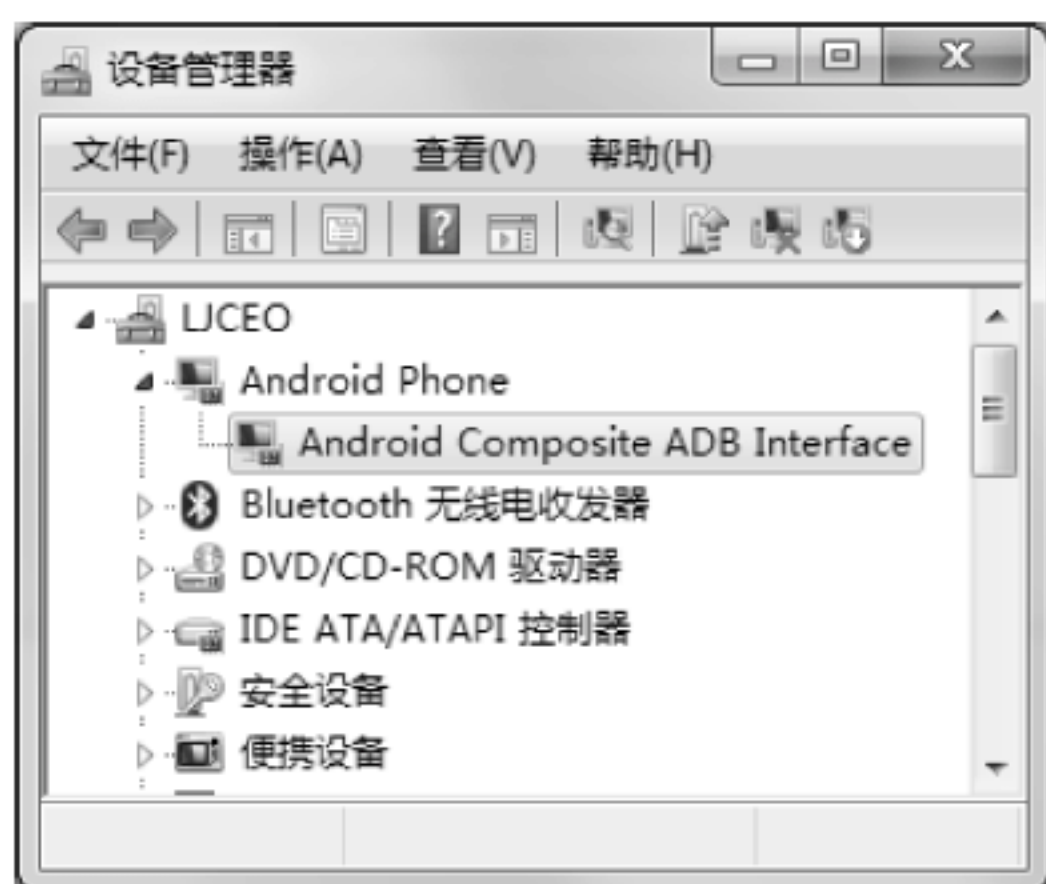 设备管理器
文件(F) 操作(A) 查看(V) 帮助(H)
LJCEO
Android Phone
Android Composite ADB Interface
Bluetooth 无线电收发器
DVD/CD-ROM 驱动器
IDE ATA/ATAPI 控制器
安全设备
便携设备